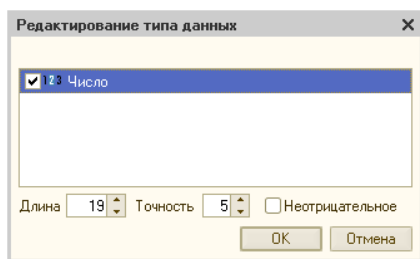 Редактирование типа данных
123 Число
Длина 19 Точность 5 Неотрицательное
OK Отмена